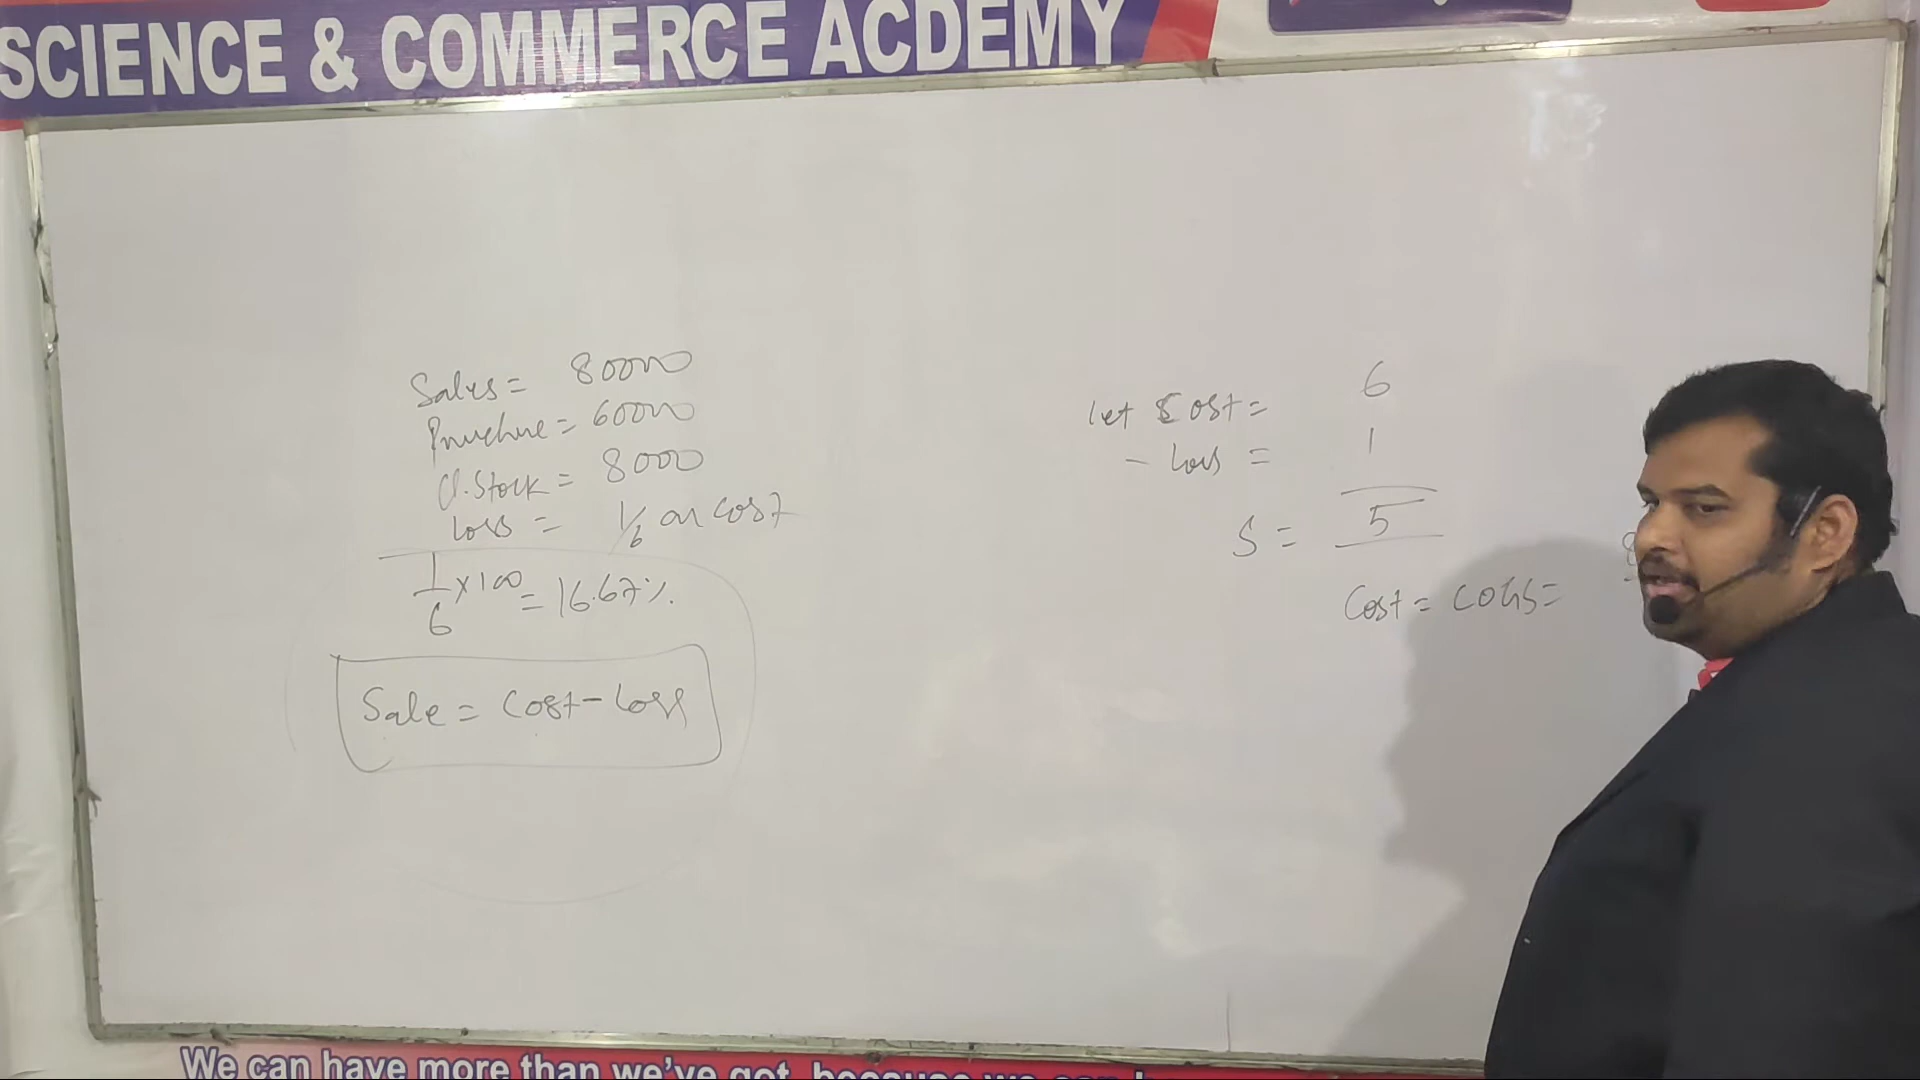 SCIENCE & COMMERCE ACDEMY
Sales = 80000
Purchase = 60000
Cl. Stock = 8000
Loss = 1/6 on cost
1/6 x 100 = 16.67%
Sale = Cost - Loss
let Cost = 6
- Loss = 1
S = 5
Cost = COGS =
We can have more than we've got, because we